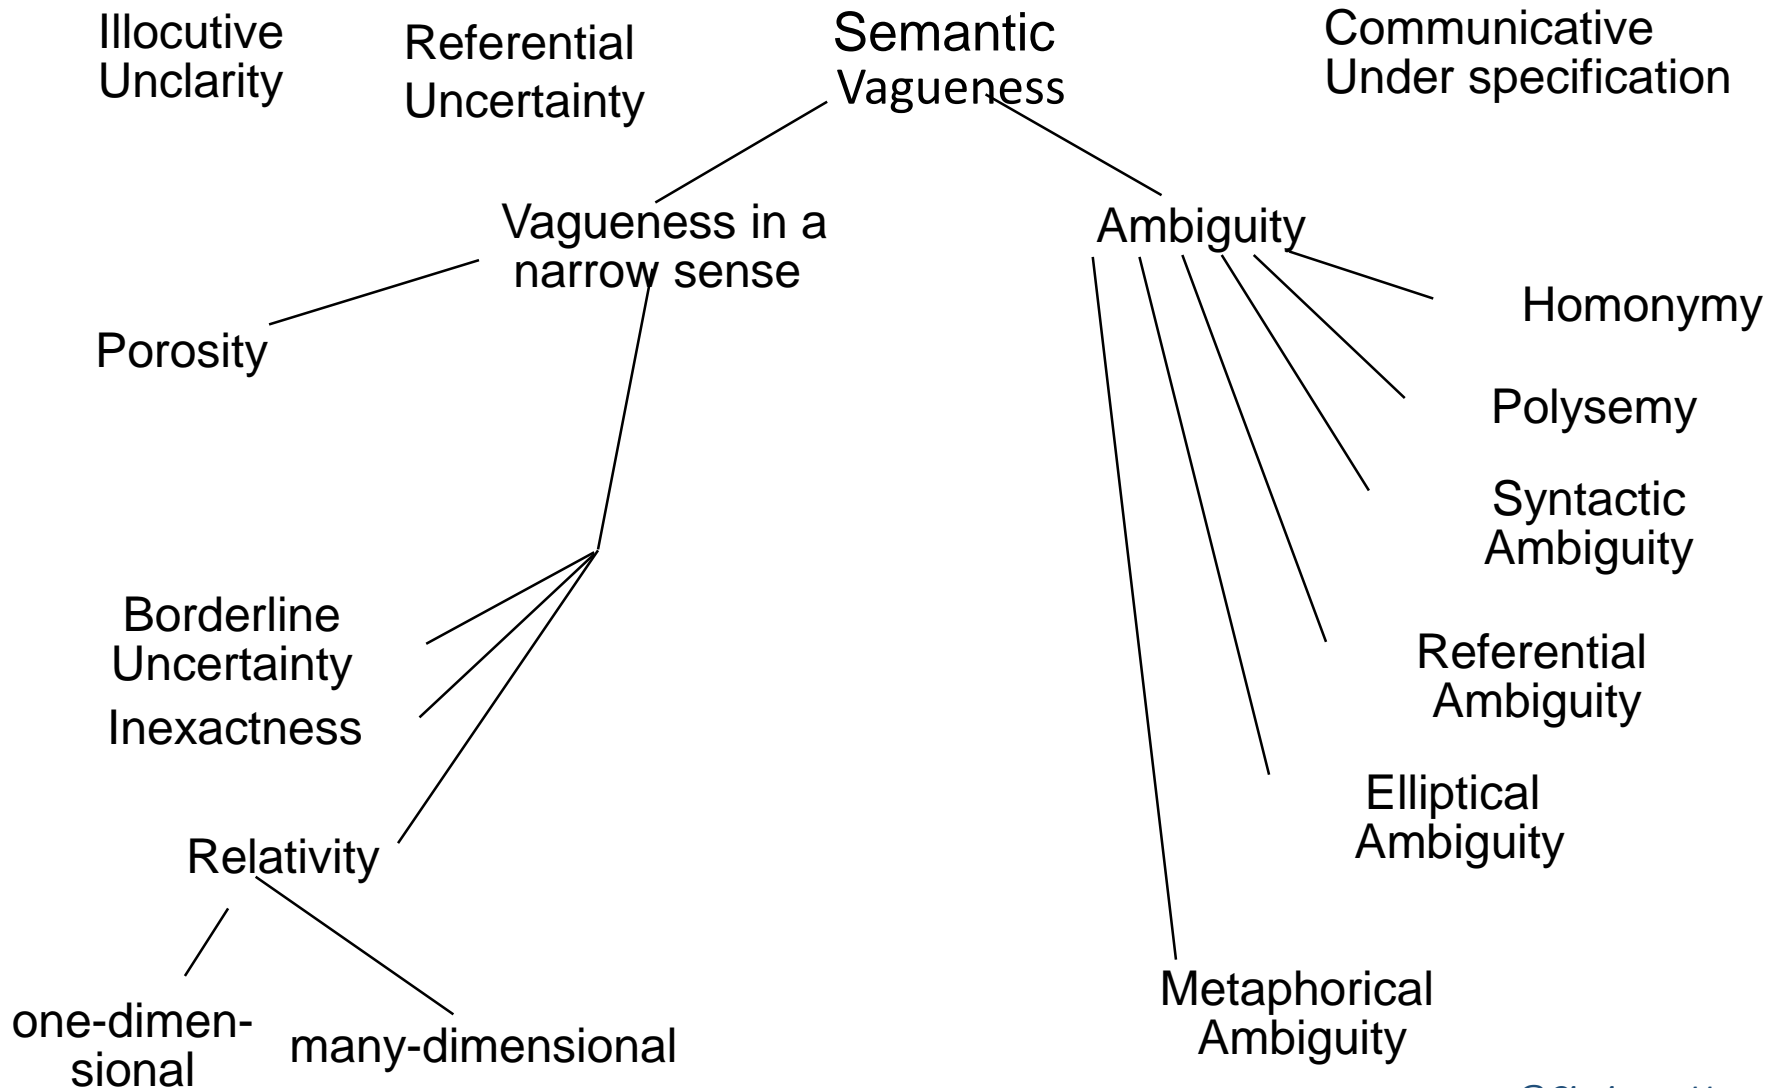 Illocutive
Unclarity
Referential
Uncertainty
Semantic
Vagueness
Communicative
Under specification
Vagueness in a
narrow sense
Ambiguity
Porosity
Homonymy
Polysemy
Syntactic
Ambiguity
Borderline
Uncertainty
Referential
Ambiguity
Inexactness
Elliptical
Ambiguity
Relativity
Metaphorical
Ambiguity
one-dimen-
sional
many-dimensional